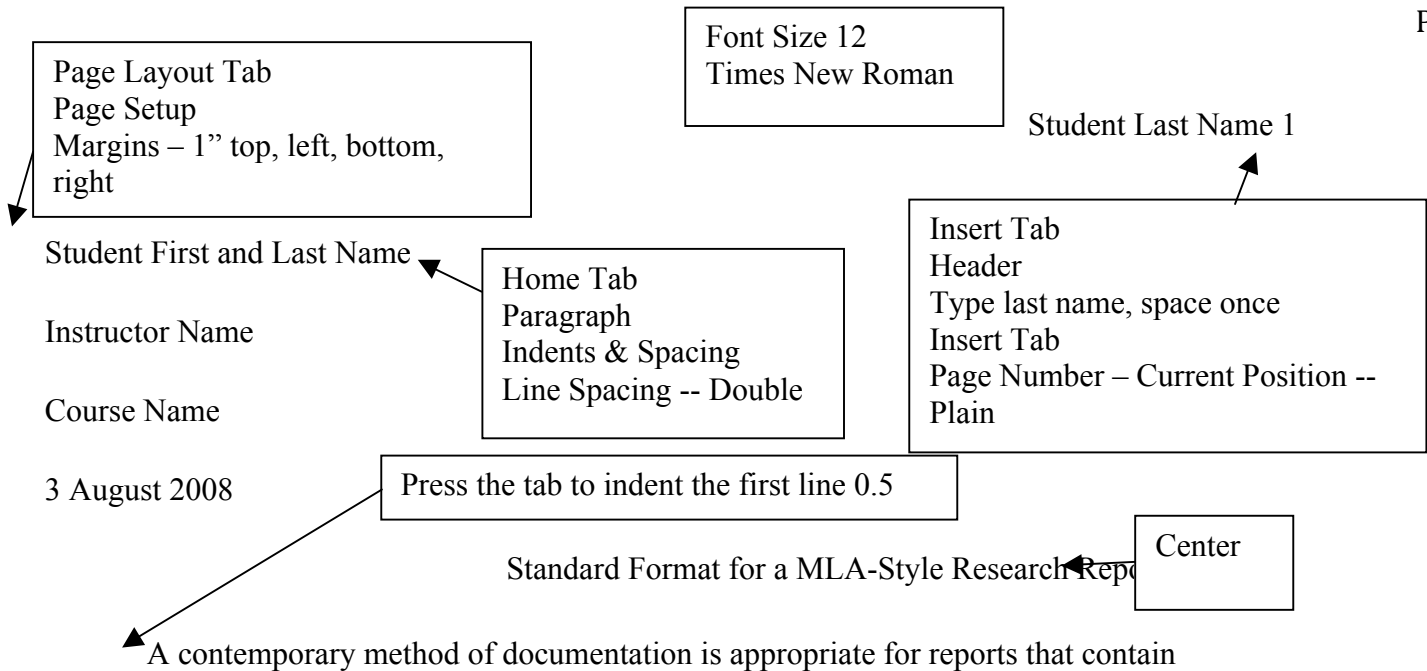 P
Font Size 12
Times New Roman
Page Layout Tab
Page Setup
Margins – 1” top, left, bottom,
right
Student Last Name 1
Student First and Last Name
Home Tab
Paragraph
Indents & Spacing
Line Spacing -- Double
Insert Tab
Header
Type last name, space once
Insert Tab
Page Number – Current Position --
Plain
Instructor Name
Course Name
3 August 2008
Press the tab to indent the first line 0.5
Center
Standard Format for a MLA-Style Research Repo
A contemporary method of documentation is appropriate for reports that contain